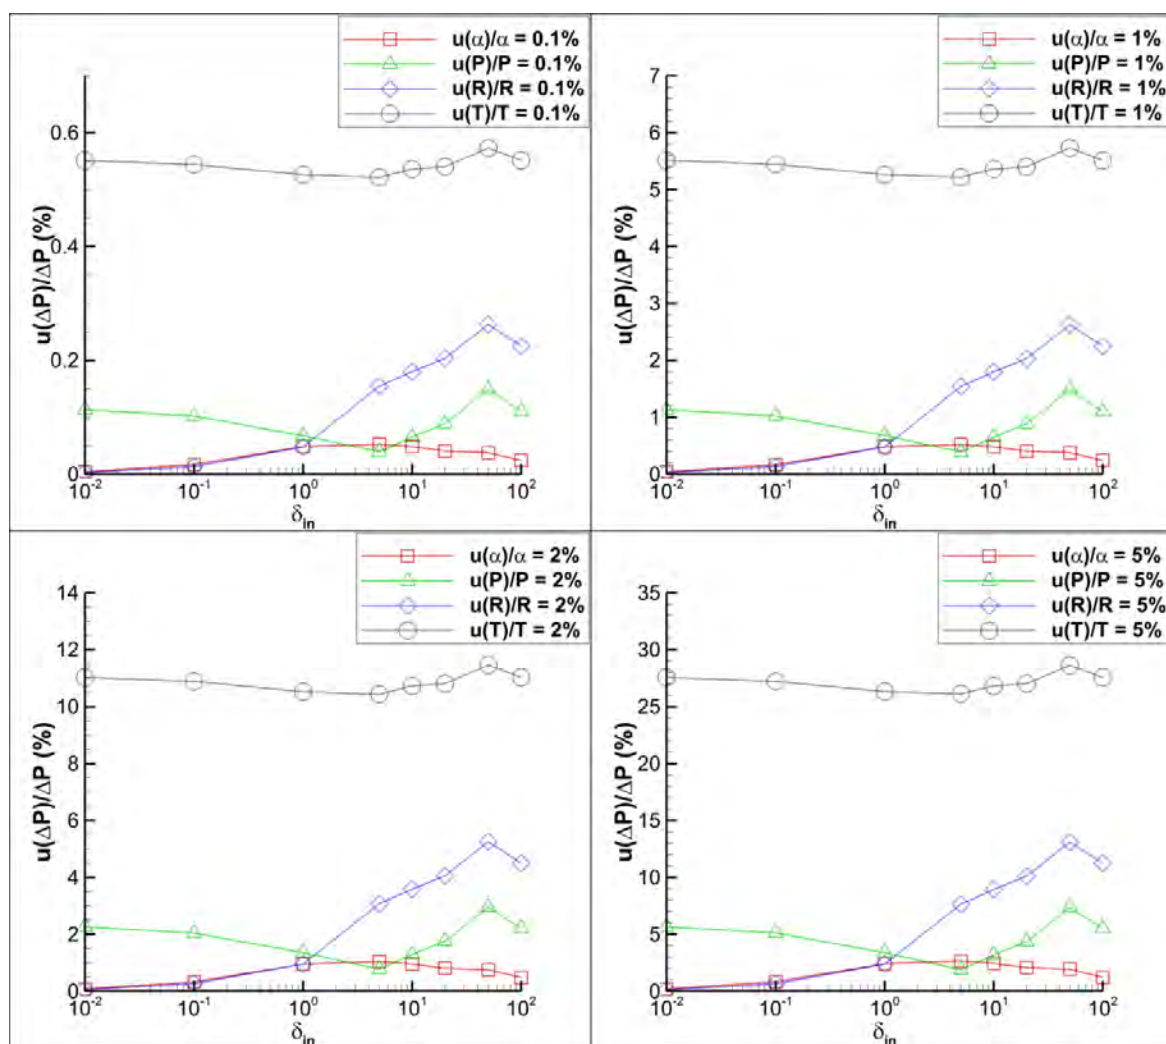 u(α)/α = 0.1%
u(P)/P = 0.1%
u(R)/R = 0.1%
u(T)/T = 0.1%
u(ΔP)/ΔP (%)
0.6
0.4
0.2
0
10-2 10-1 100 101 102
δin
u(α)/α = 1%
u(P)/P = 1%
u(R)/R = 1%
u(T)/T = 1%
u(ΔP)/ΔP (%)
7
6
5
4
3
2
1
0
10-2 10-1 100 101 102
δin
u(α)/α = 2%
u(P)/P = 2%
u(R)/R = 2%
u(T)/T = 2%
u(ΔP)/ΔP (%)
14
12
10
8
6
4
2
0
10-2 10-1 100 101 102
δin
u(α)/α = 5%
u(P)/P = 5%
u(R)/R = 5%
u(T)/T = 5%
u(ΔP)/ΔP (%)
35
30
25
20
15
10
5
0
10-2 10-1 100 101 102
δin